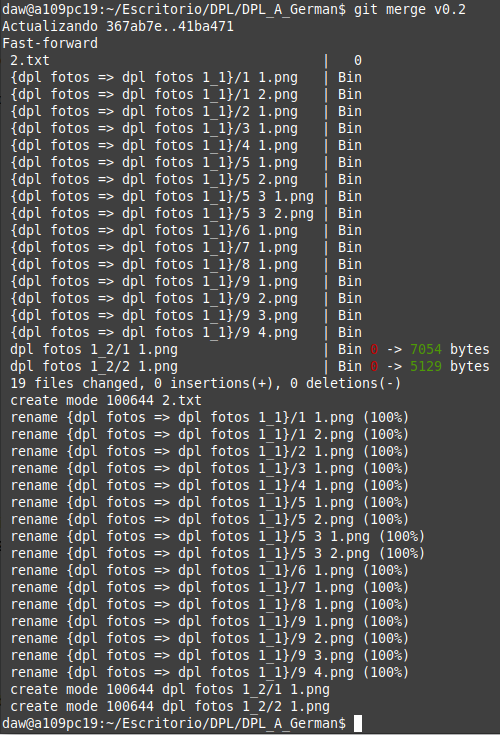 daw@a109pc19:~/Escritorio/DPL/DPL_A_German$ git merge v0.2
Actualizando 367ab7e..41ba471
Fast-forward
 2.txt                                  |   0
 {dpl fotos => dpl fotos 1_1}/1 1.png   | Bin
 {dpl fotos => dpl fotos 1_1}/1 2.png   | Bin
 {dpl fotos => dpl fotos 1_1}/2 1.png   | Bin
 {dpl fotos => dpl fotos 1_1}/3 1.png   | Bin
 {dpl fotos => dpl fotos 1_1}/4 1.png   | Bin
 {dpl fotos => dpl fotos 1_1}/5 1.png   | Bin
 {dpl fotos => dpl fotos 1_1}/5 2.png   | Bin
 {dpl fotos => dpl fotos 1_1}/5 3 1.png | Bin
 {dpl fotos => dpl fotos 1_1}/5 3 2.png | Bin
 {dpl fotos => dpl fotos 1_1}/6 1.png   | Bin
 {dpl fotos => dpl fotos 1_1}/7 1.png   | Bin
 {dpl fotos => dpl fotos 1_1}/8 1.png   | Bin
 {dpl fotos => dpl fotos 1_1}/9 1.png   | Bin
 {dpl fotos => dpl fotos 1_1}/9 2.png   | Bin
 {dpl fotos => dpl fotos 1_1}/9 3.png   | Bin
 {dpl fotos => dpl fotos 1_1}/9 4.png   | Bin
 dpl fotos 1_2/1 1.png                  | Bin 0 -> 7054 bytes
 dpl fotos 1_2/2 1.png                  | Bin 0 -> 5129 bytes
 19 files changed, 0 insertions(+), 0 deletions(-)
 create mode 100644 2.txt
 rename {dpl fotos => dpl fotos 1_1}/1 1.png (100%)
 rename {dpl fotos => dpl fotos 1_1}/1 2.png (100%)
 rename {dpl fotos => dpl fotos 1_1}/2 1.png (100%)
 rename {dpl fotos => dpl fotos 1_1}/3 1.png (100%)
 rename {dpl fotos => dpl fotos 1_1}/4 1.png (100%)
 rename {dpl fotos => dpl fotos 1_1}/5 1.png (100%)
 rename {dpl fotos => dpl fotos 1_1}/5 2.png (100%)
 rename {dpl fotos => dpl fotos 1_1}/5 3 1.png (100%)
 rename {dpl fotos => dpl fotos 1_1}/5 3 2.png (100%)
 rename {dpl fotos => dpl fotos 1_1}/6 1.png (100%)
 rename {dpl fotos => dpl fotos 1_1}/7 1.png (100%)
 rename {dpl fotos => dpl fotos 1_1}/8 1.png (100%)
 rename {dpl fotos => dpl fotos 1_1}/9 1.png (100%)
 rename {dpl fotos => dpl fotos 1_1}/9 2.png (100%)
 rename {dpl fotos => dpl fotos 1_1}/9 3.png (100%)
 rename {dpl fotos => dpl fotos 1_1}/9 4.png (100%)
 create mode 100644 dpl fotos 1_2/1 1.png
 create mode 100644 dpl fotos 1_2/2 1.png
daw@a109pc19:~/Escritorio/DPL/DPL_A_German$